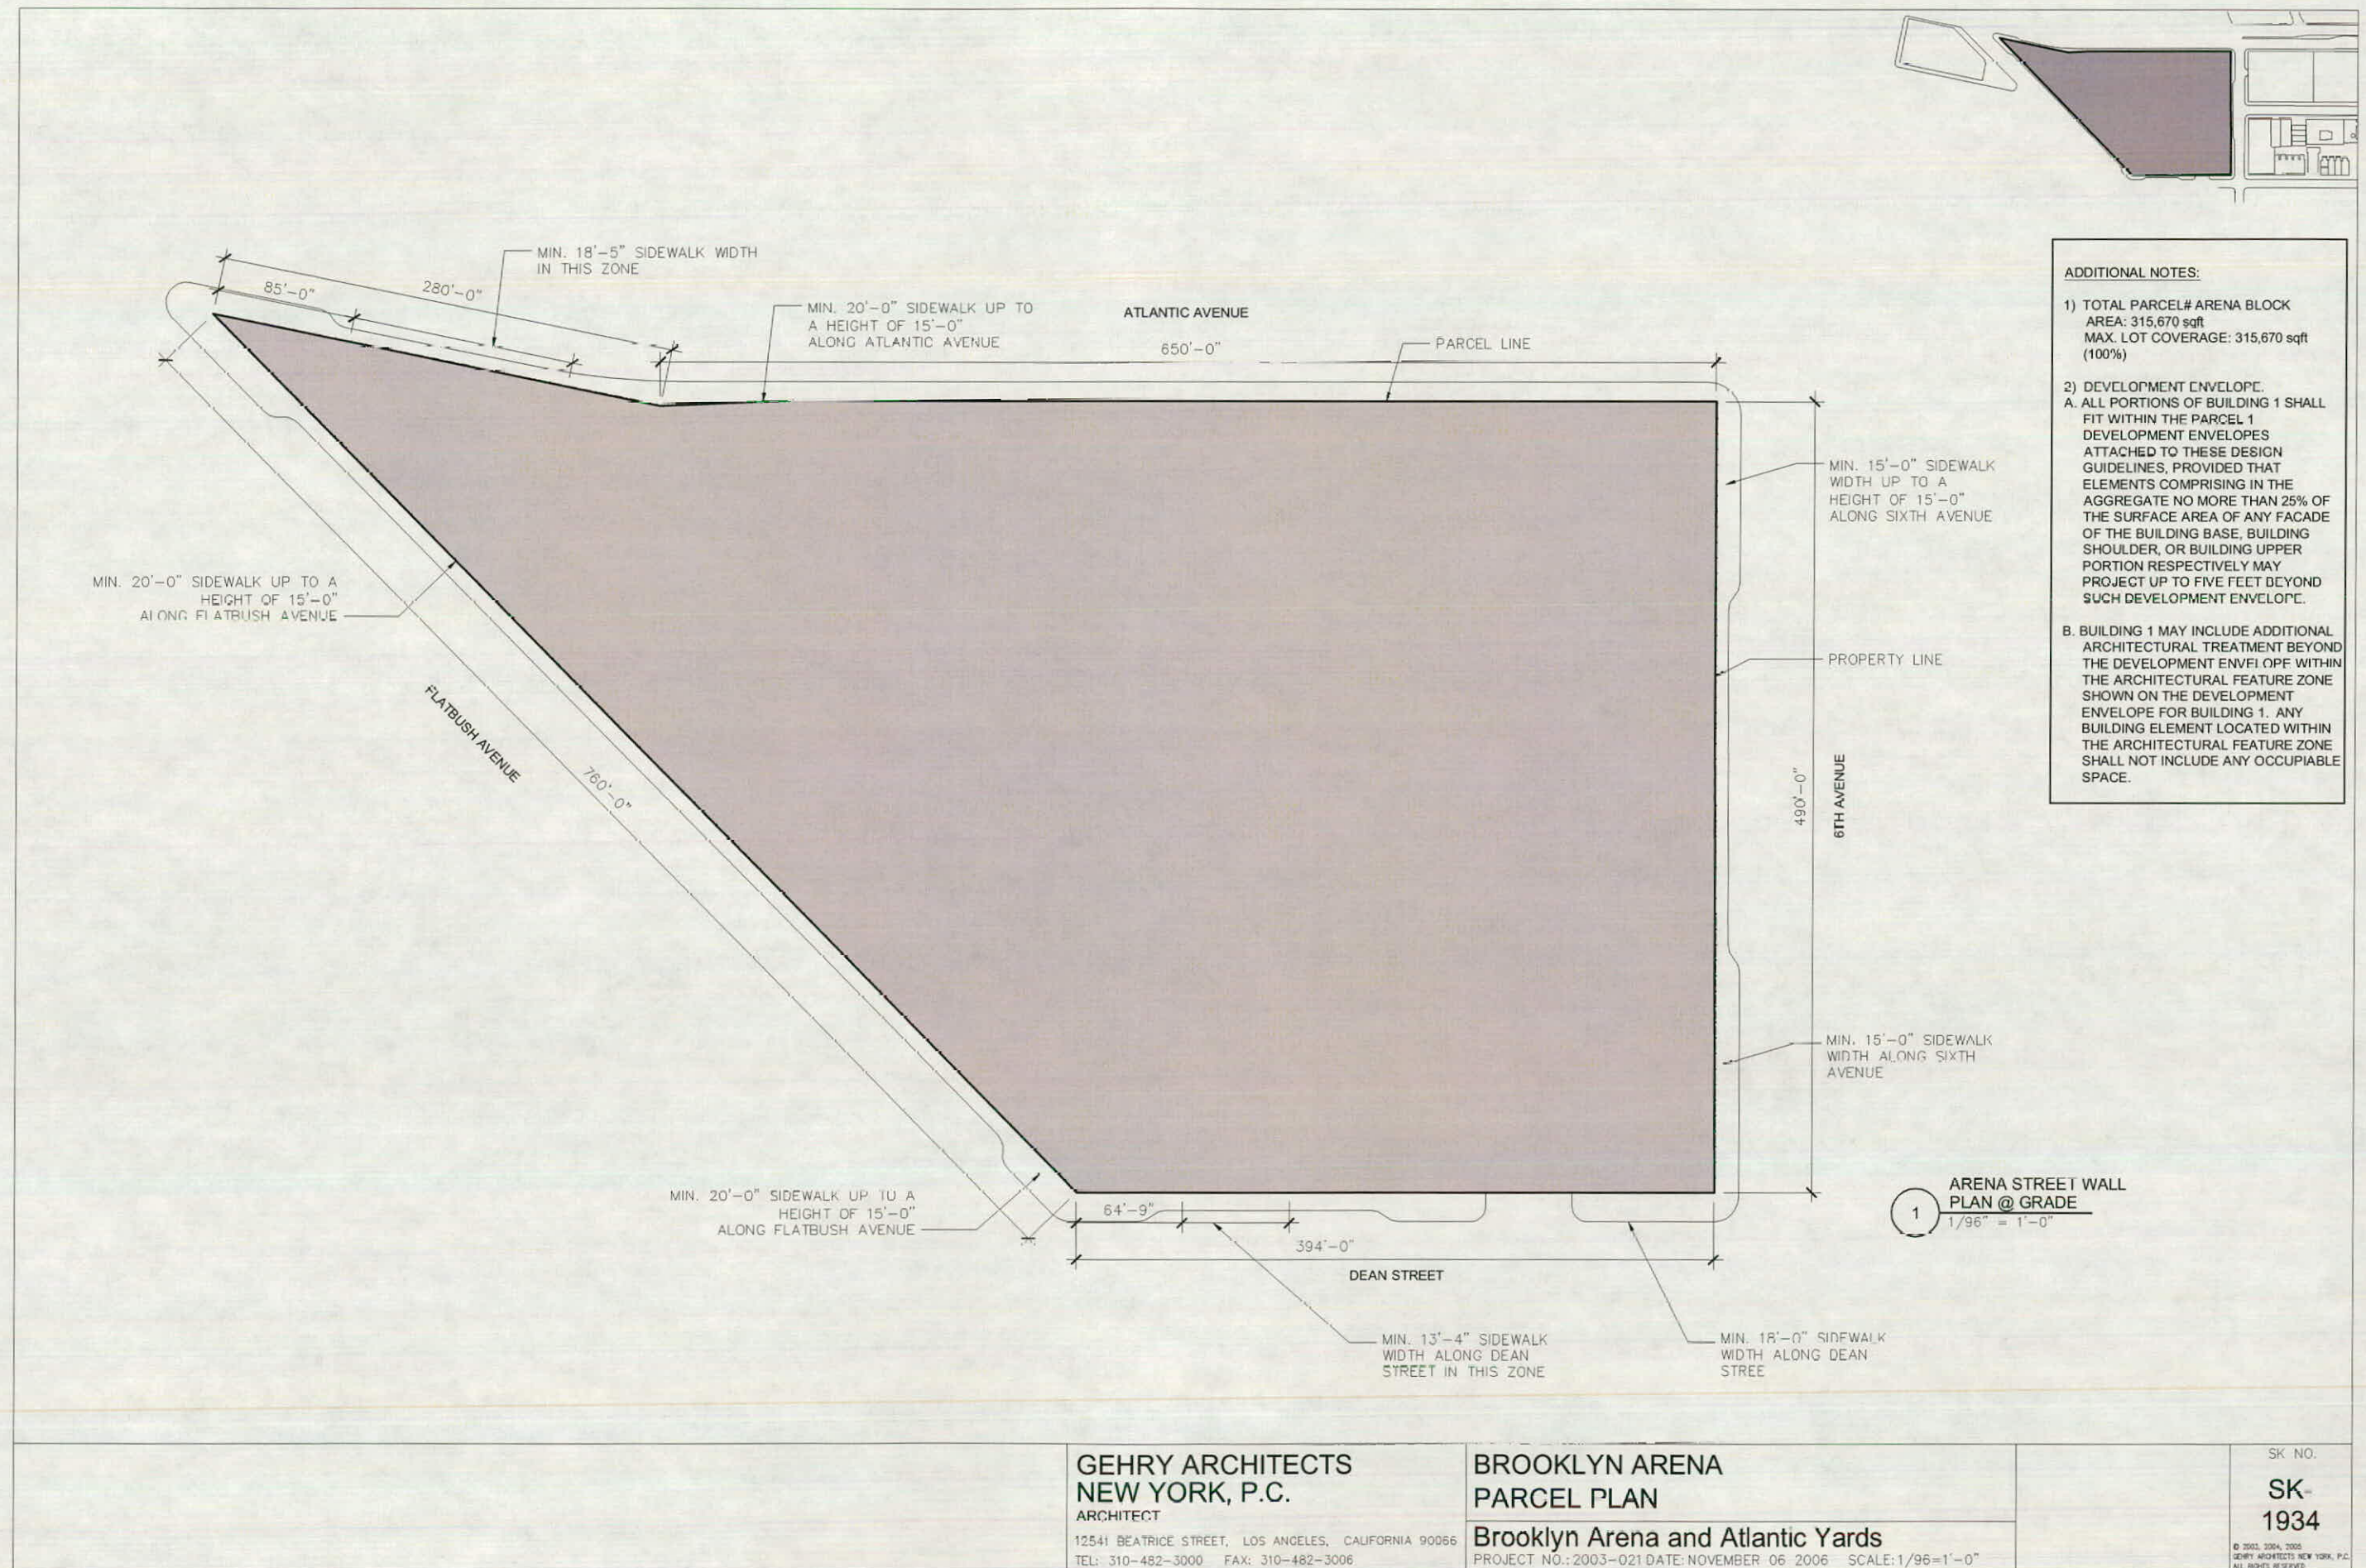 MIN. 18'-5" SIDEWALK WIDTH
IN THIS ZONE
85'-0"
280'-0"
MIN. 20'-0" SIDEWALK UP TO
A HEIGHT OF 15'-0"
ALONG ATLANTIC AVENUE
ATLANTIC AVENUE
650'-0"
PARCEL LINE
MIN. 15'-0" SIDEWALK
WIDTH UP TO A
HEIGHT OF 15'-0"
ALONG SIXTH AVENUE
MIN. 20'-0" SIDEWALK UP TO A
HEIGHT OF 15'-0"
ALONG FLATBUSH AVENUE
PROPERTY LINE
FLATBUSH AVENUE
760'-0"
490'-0"
6TH AVENUE
MIN. 15'-0" SIDEWALK
WIDTH ALONG SIXTH
AVENUE
MIN. 20'-0" SIDEWALK UP TO A
HEIGHT OF 15'-0"
ALONG FLATBUSH AVENUE
64'-9"
394'-0"
DEAN STREET
MIN. 13'-4" SIDEWALK
WIDTH ALONG DEAN
STREET IN THIS ZONE
MIN. 18'-0" SIDEWALK
WIDTH ALONG DEAN
STREE
ADDITIONAL NOTES:
1) TOTAL PARCEL# ARENA BLOCK
AREA: 315,670 sqft
MAX. LOT COVERAGE: 315,670 sqft
(100%)
2) DEVELOPMENT ENVELOPE.
A. ALL PORTIONS OF BUILDING 1 SHALL
FIT WITHIN THE PARCEL 1
DEVELOPMENT ENVELOPES
ATTACHED TO THESE DESIGN
GUIDELINES, PROVIDED THAT
ELEMENTS COMPRISING IN THE
AGGREGATE NO MORE THAN 25% OF
THE SURFACE AREA OF ANY FACADE
OF THE BUILDING BASE, BUILDING
SHOULDER, OR BUILDING UPPER
PORTION RESPECTIVELY MAY
PROJECT UP TO FIVE FEET BEYOND
SUCH DEVELOPMENT ENVELOPE.
B. BUILDING 1 MAY INCLUDE ADDITIONAL
ARCHITECTURAL TREATMENT BEYOND
THE DEVELOPMENT ENVELOPE WITHIN
THE ARCHITECTURAL FEATURE ZONE
SHOWN ON THE DEVELOPMENT
ENVELOPE FOR BUILDING 1. ANY
BUILDING ELEMENT LOCATED WITHIN
THE ARCHITECTURAL FEATURE ZONE
SHALL NOT INCLUDE ANY OCCUPIABLE
SPACE.
1
ARENA STREET WALL
PLAN @ GRADE
1/96" = 1'-0"
GEHRY ARCHITECTS
NEW YORK, P.C.
ARCHITECT
12541 BEATRICE STREET, LOS ANGELES, CALIFORNIA 90066
TEL: 310-482-3000 FAX: 310-482-3006
BROOKLYN ARENA
PARCEL PLAN
Brooklyn Arena and Atlantic Yards
PROJECT NO.: 2003-021 DATE: NOVEMBER 06 2006 SCALE: 1/96=1'-0"
SK NO.
SK-
1934
© 2003, 2004, 2005
GEHRY ARCHITECTS NEW YORK, P.C.
ALL RIGHTS RESERVED